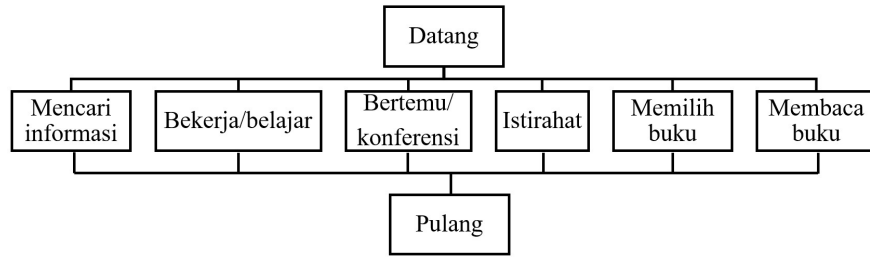 Datang
Mencari
informasi
Bekerja/belajar
Bertemu/
konferensi
Istirahat
Memilih
buku
Membaca
buku
Pulang